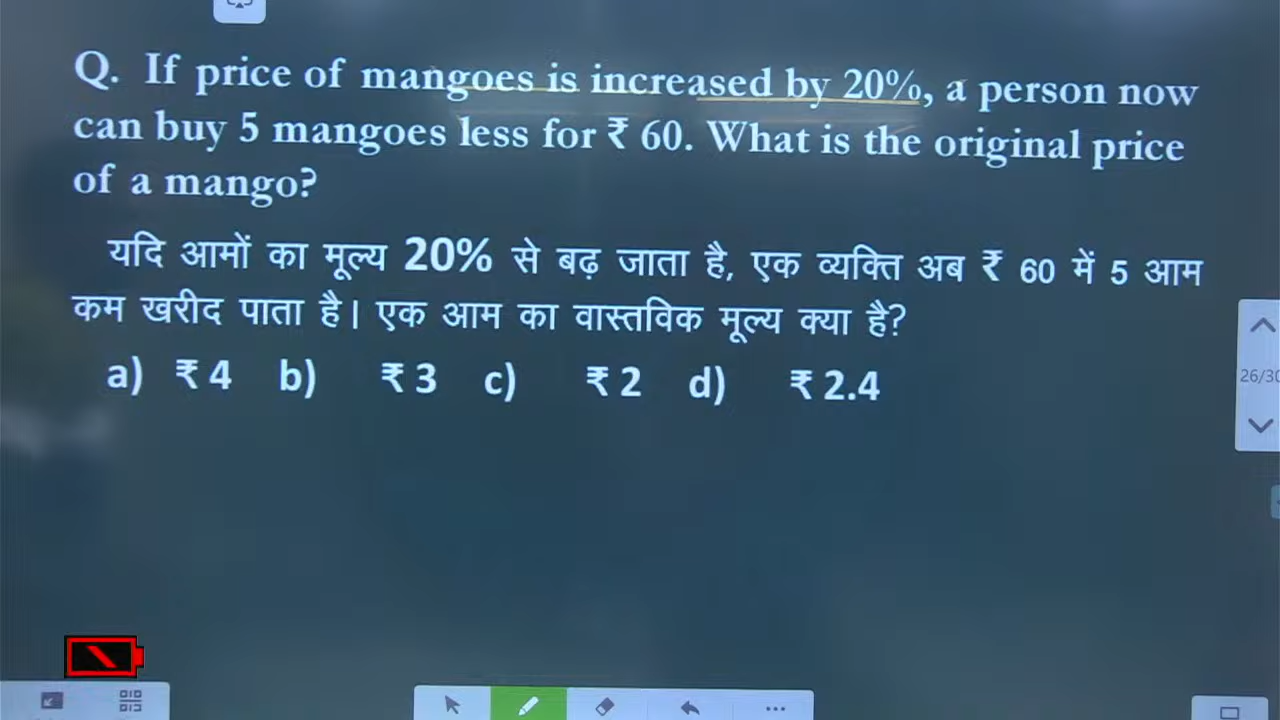 Q. If price of mangoes is increased by 20%, a person now
can buy 5 mangoes less for ₹ 60. What is the original price
of a mango?
यदि आमों का मूल्य 20% से बढ़ जाता है, एक व्यक्ति अब ₹ 60 में 5 आम
कम खरीद पाता है। एक आम का वास्तविक मूल्य क्या है?
a) ₹ 4 b) ₹ 3 c) ₹ 2 d) ₹ 2.4
26/30